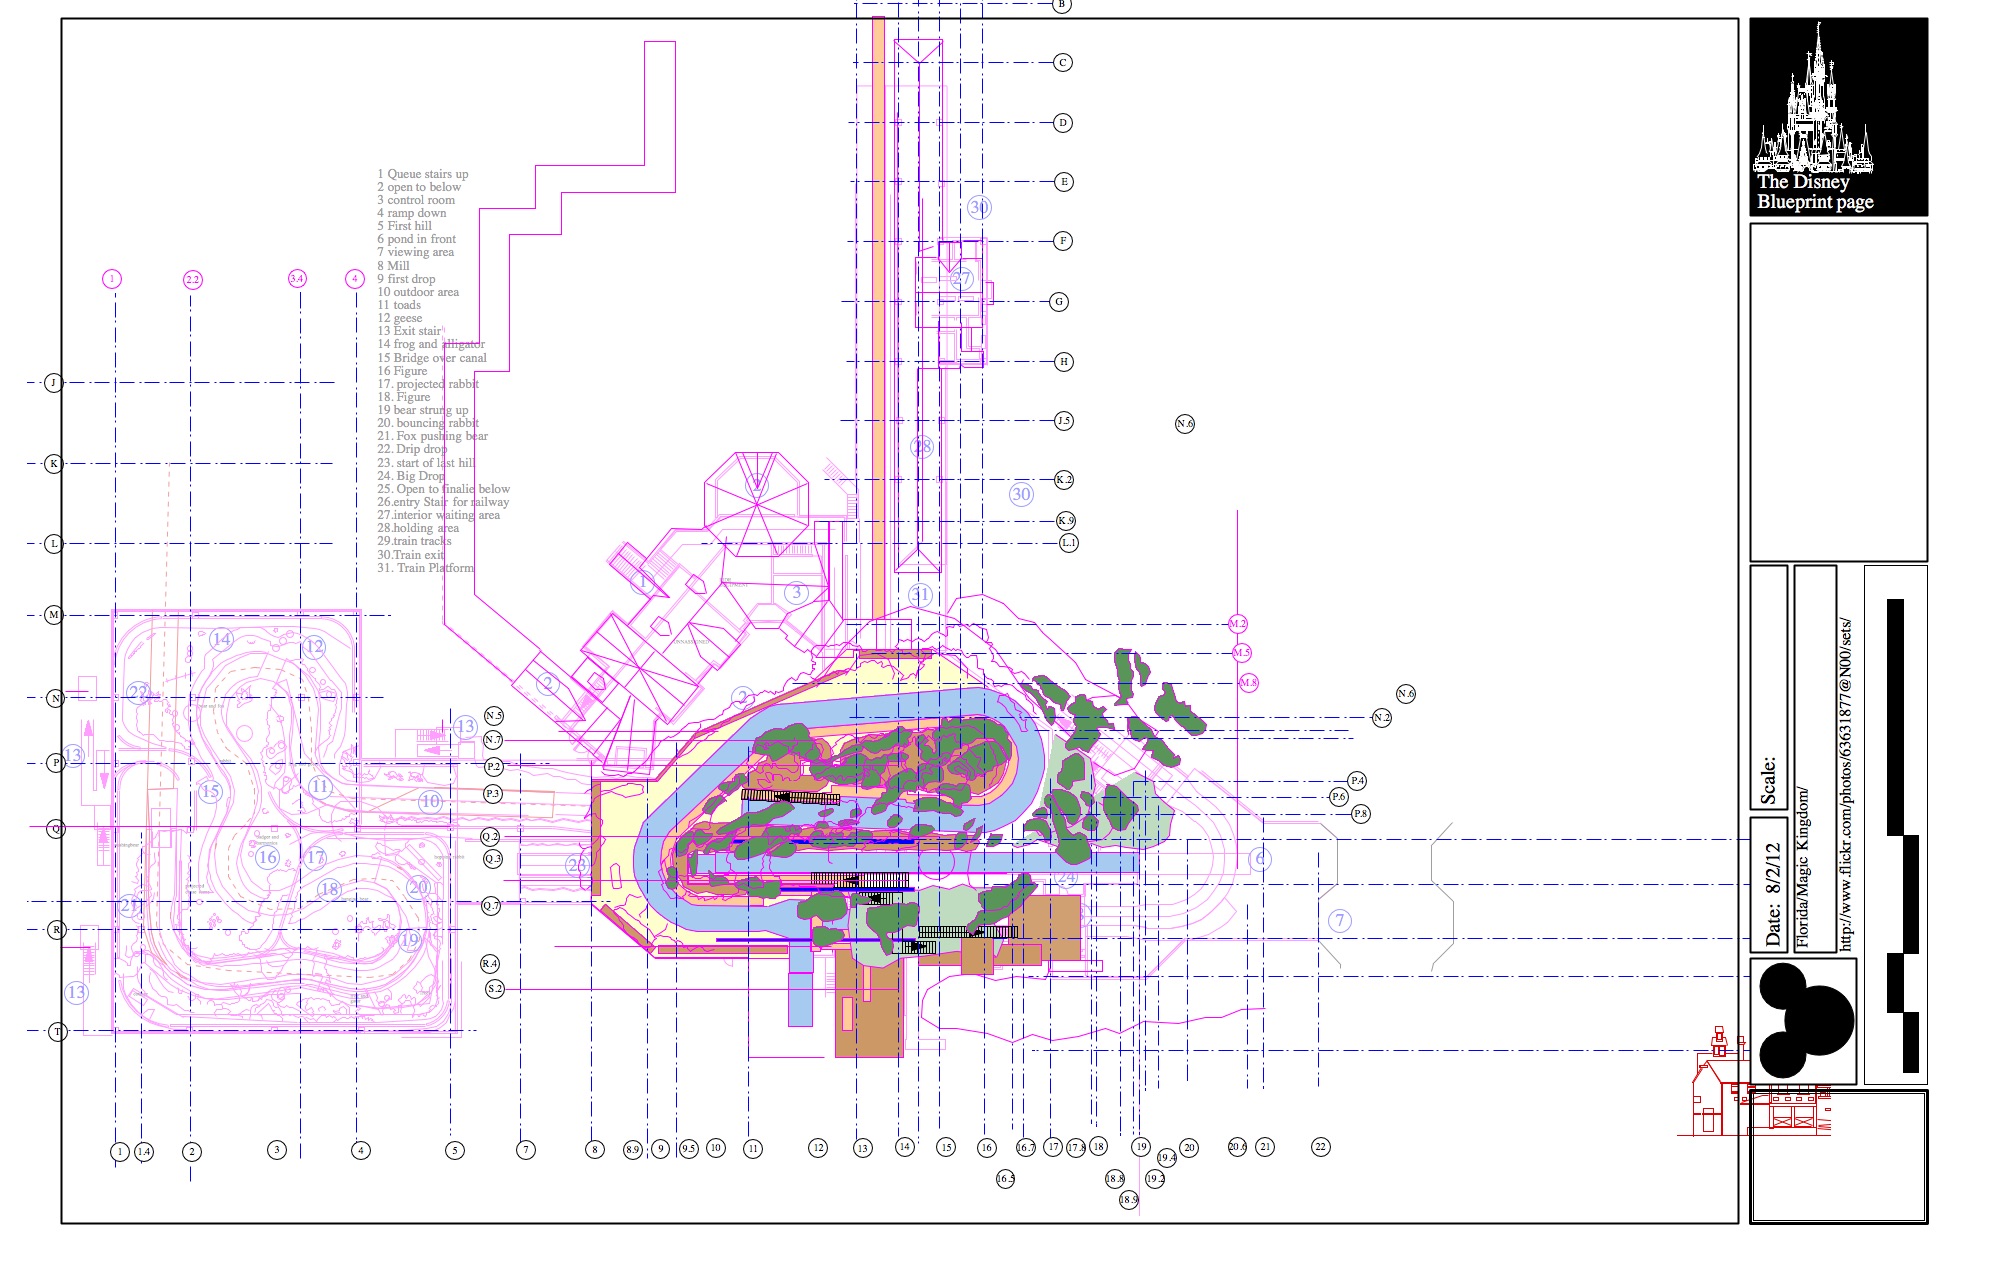 B
C
D
E
F
G
H
J.5
K.2
K.9
L.1
N.6
The Disney
Blueprint page
1 Queue stairs up
2 open to below
3 control room
4 ramp down
5 First hill
6 pond in front
7 viewing area
8 Mill
9 first drop
10 outdoor area
11 toads
12 geese
13 Exit stair
14 frog and alligator
15 Bridge over canal
16 Figure
17. projected rabbit
18. Figure
19 bear strung up
20. bouncing rabbit
21. Fox pushing bear
22. Drip drop
23. start of last hill
24. Big Drop
25. Open to finalie below
26.entry Stair for railway
27.interior waiting area
28.holding area
29.train tracks
30.Train exit
31. Train Platform
1
2.2
3.4
4
J
K
L
M
N
P
Q
R
T
30
27
28
30
31
1
3
2
2
14
12
22
13
13
15
11
10
16
17
18
20
21
19
13
23
24
6
7
M.2
M.5
M.8
N.6
N.2
P.4
P.6
P.8
N.5
N.7
P.2
P.3
Q.2
Q.3
Q.7
R.4
S.2
1
1.4
2
3
4
5
7
8
8.9
9
9.5
10
11
12
13
14
15
16
16.5
16.7
17
17.8
18
18.8
18.9
19
19.2
19.4
20
20.6
21
22
Scale:
Date: 8/2/12
Florida/Magic Kingdom/
http://www.flickr.com/photos/63631877@N00/sets/